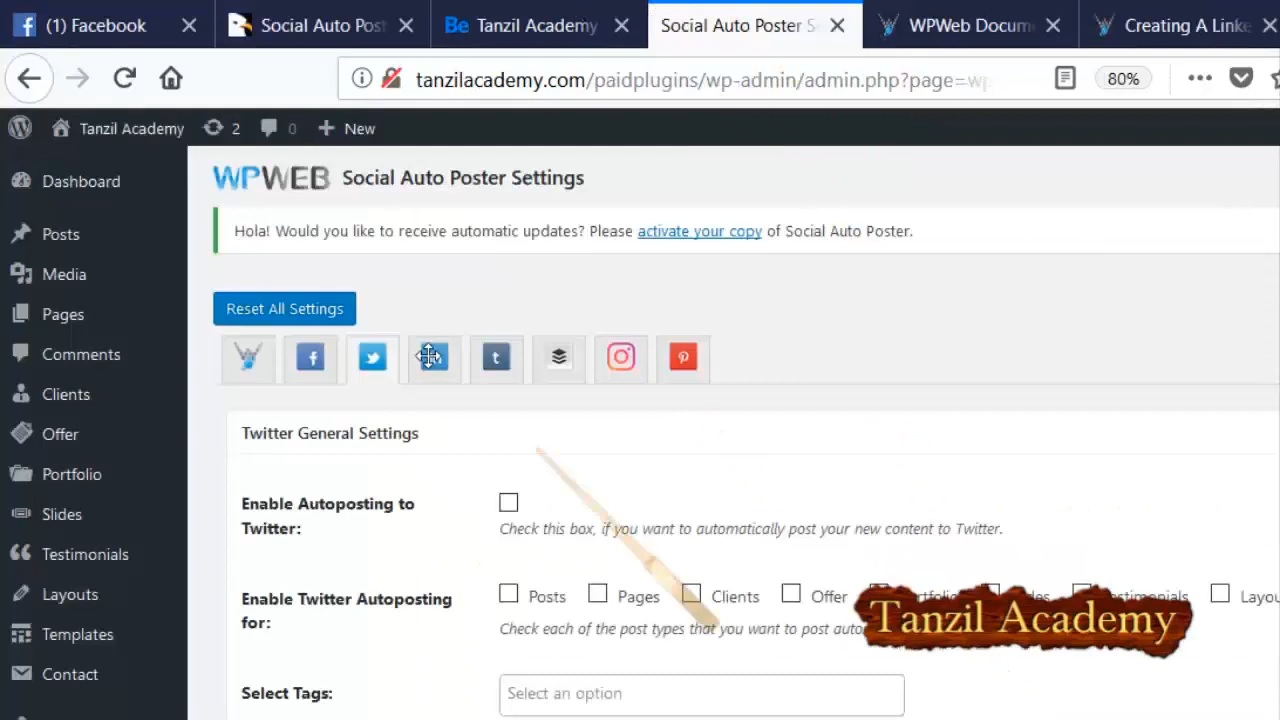 (1) Facebook
Social Auto Post
Be Tanzil Academy
Social Auto Poster S
WPWeb Docum
Creating A Linke
tanzilacademy.com/paidplugins/wp-admin/admin.php?page=wp
80%
Tanzil Academy
2
0
New
Dashboard
Posts
Media
Pages
Comments
Clients
Offer
Portfolio
Slides
Testimonials
Layouts
Templates
Contact
WPWEB Social Auto Poster Settings
Hola! Would you like to receive automatic updates? Please activate your copy of Social Auto Poster.
Reset All Settings
Twitter General Settings
Enable Autoposting to
Twitter:
Check this box, if you want to automatically post your new content to Twitter.
Enable Twitter Autoposting
for:
Posts Pages Clients Offer
Layou
Check each of the post types that you want to post auto
Tanzil Academy
Select Tags:
Select an option